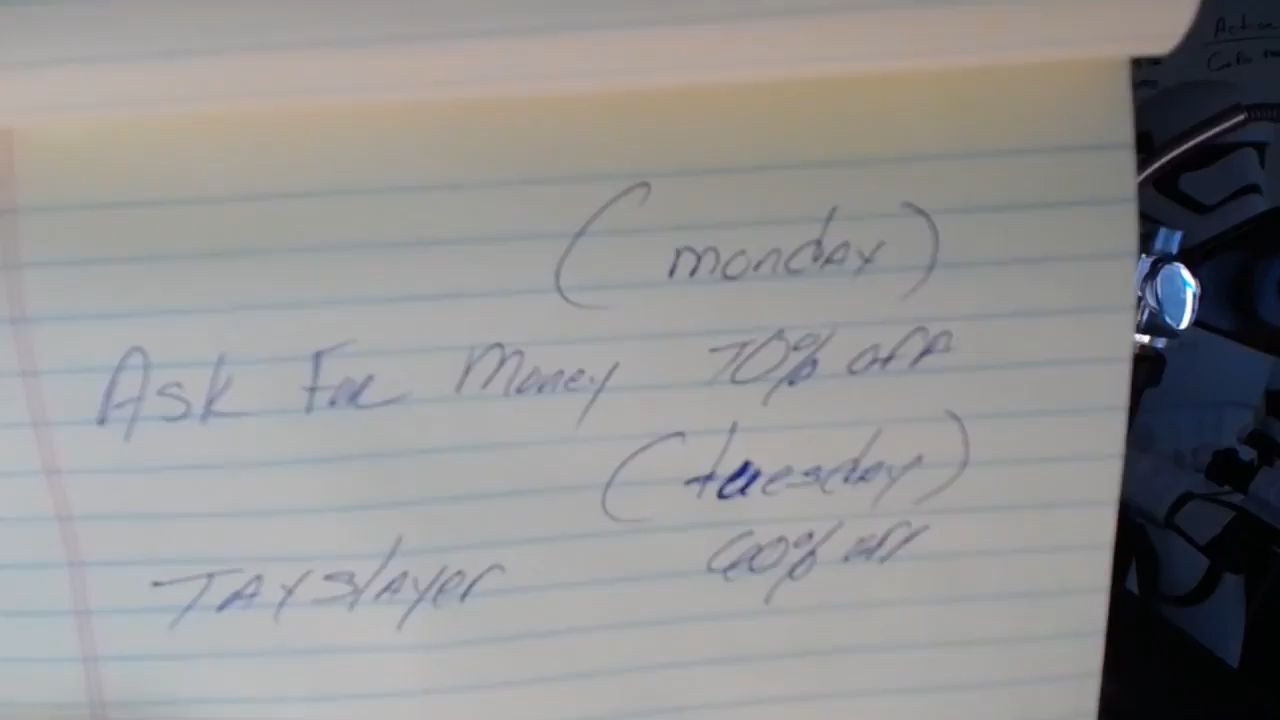 (monday)
Ask For Money 70% off
(tuesday)
60% off
TAXSlAyer